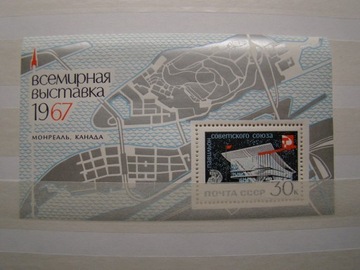 всемирная
выставка
1967
МОНРЕАЛЬ, КАНАДА
СОВЕТСКОГО СОЮЗА
ПОЧТА СССР 30к